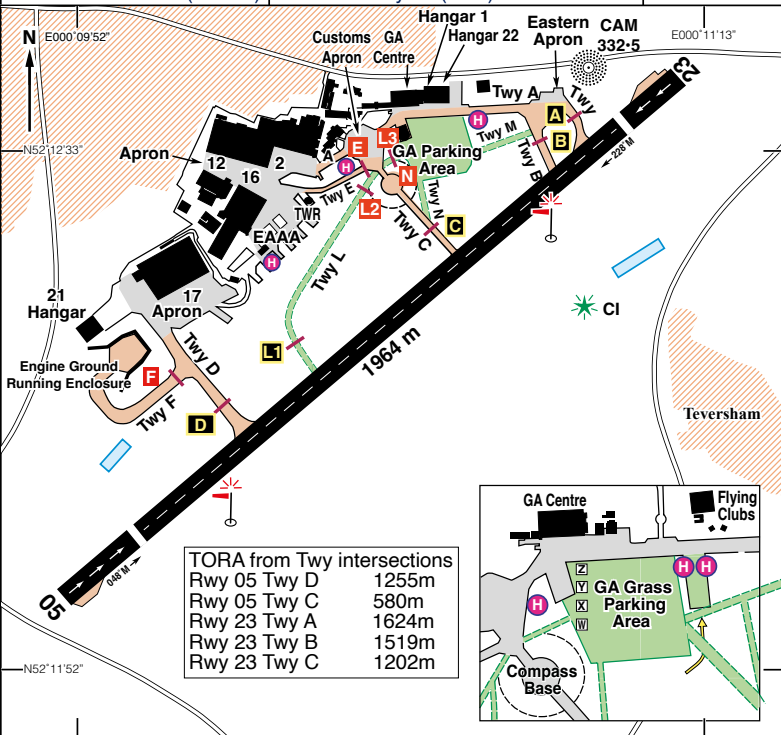 N
E000°09'52"
Customs
Apron
GA
Centre
Hangar 1
Hangar 22
Eastern
Apron
CAM
332·5
E000°11'13"
23
Twy A
Twy
A
B
H
Twy M
Twy B
228°M
N52°12'33"
Apron
12
2
16
A
E
L3
H
GA Parking
Area
N
Twy E
L2
Twy N
TWR
Twy C
C
EAAA
H
Twy L
21
Hangar
17
Apron
CI
1964 m
L1
Engine Ground
Running Enclosure
F
Twy D
Twy F
D
Teversham
048°M
05
N52°11'52"
TORA from Twy intersections
Rwy 05 Twy D 1255m
Rwy 05 Twy C 580m
Rwy 23 Twy A 1624m
Rwy 23 Twy B 1519m
Rwy 23 Twy C 1202m
GA Centre
Flying
Clubs
H
H
Z
Y
X
W
GA Grass
Parking
Area
H
Compass
Base